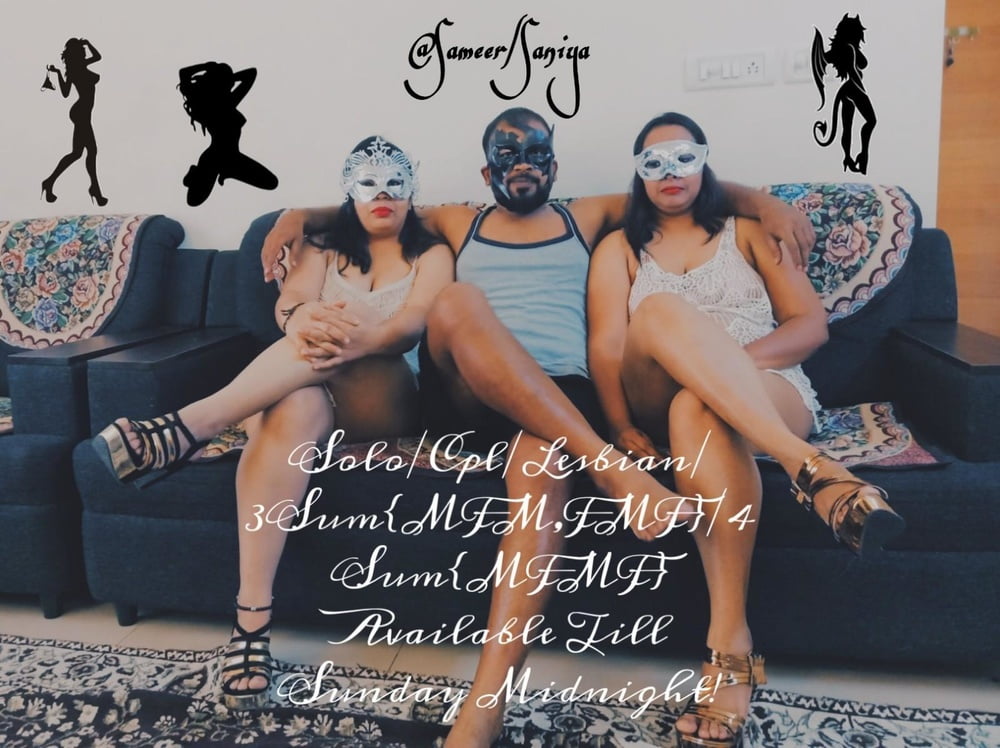 @Sameer/Saniya
Solo/Cpl/Lesbian/
3Sum{MFM,FMF}/4
Sum{MFMF}
Available Till
Sunday Midnight!